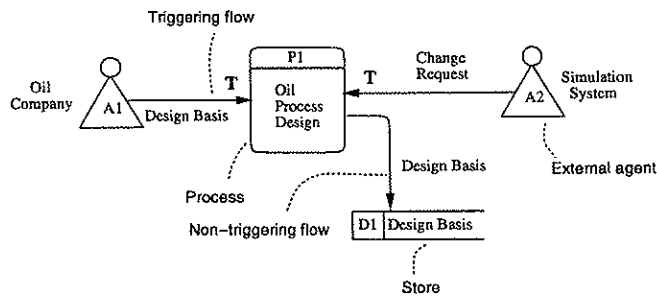 Triggering flow
P1
T
T
Change
Request
Oil
Company
A1
Design Basis
Oil
Process
Design
A2
Simulation
System
Design Basis
External agent
Process
Non-triggering flow
D1 Design Basis
Store